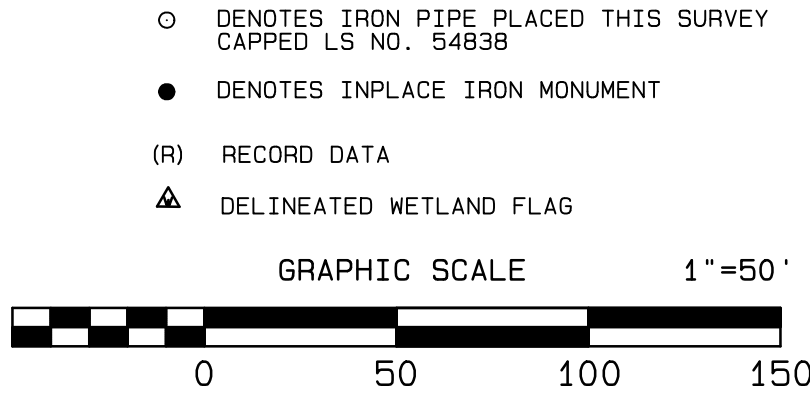 DENOTES IRON PIPE PLACED THIS SURVEY
CAPPED LS NO. 54838
DENOTES INPLACE IRON MONUMENT
(R) RECORD DATA
DELINEATED WETLAND FLAG
GRAPHIC SCALE 1"=50'
0 50 100 150